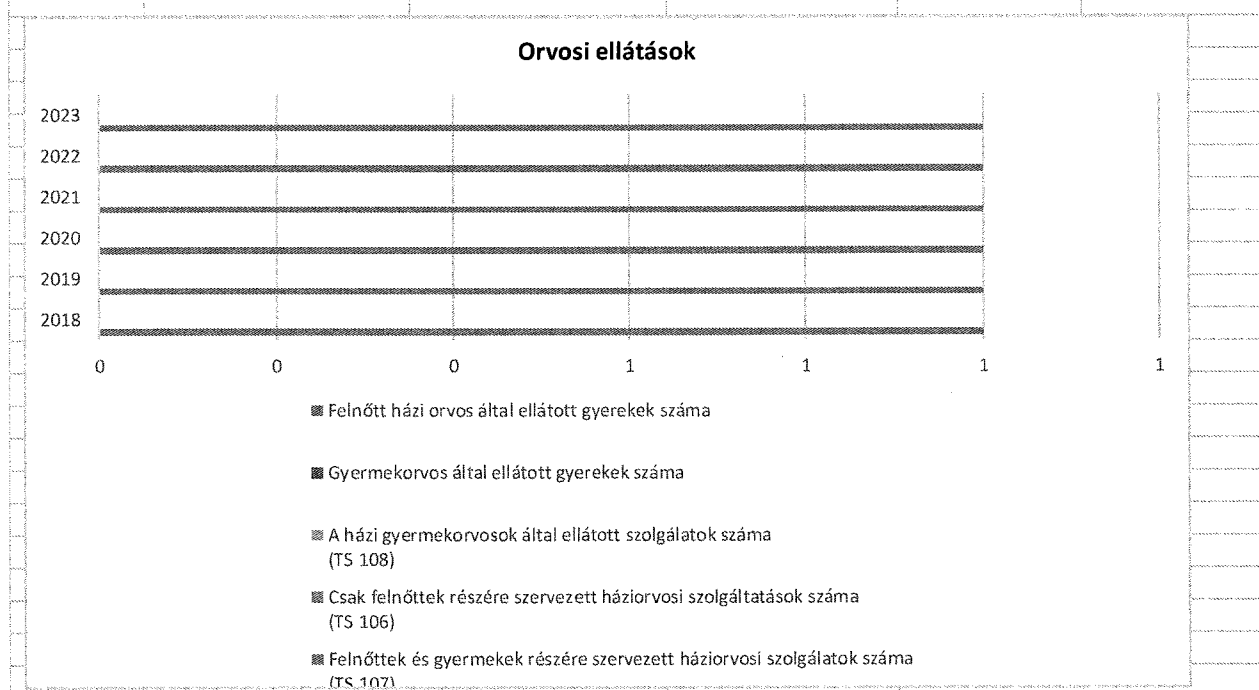 Orvosi ellátások
2023
2022
2021
2020
2019
2018
0 0 0 1 1 1 1
Felnőtt házi orvos által ellátott gyerekek száma
Gyermekorvos által ellátott gyerekek száma
A házi gyermekorvosok által ellátott szolgálatok száma
(TS 108)
Csak felnőttek részére szervezett háziorvosi szolgáltatások száma
(TS 106)
Felnőttek és gyermekek részére szervezett háziorvosi szolgálatok száma
(TS 107)